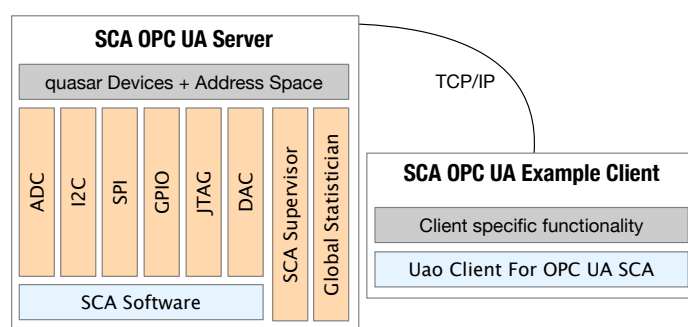 SCA OPC UA Server
quasar Devices + Address Space
TCP/IP
ADC
I2C
SPI
GPIO
JTAG
DAC
SCA Supervisor
Global Statistician
SCA Software
SCA OPC UA Example Client
Client specific functionality
Uao Client For OPC UA SCA